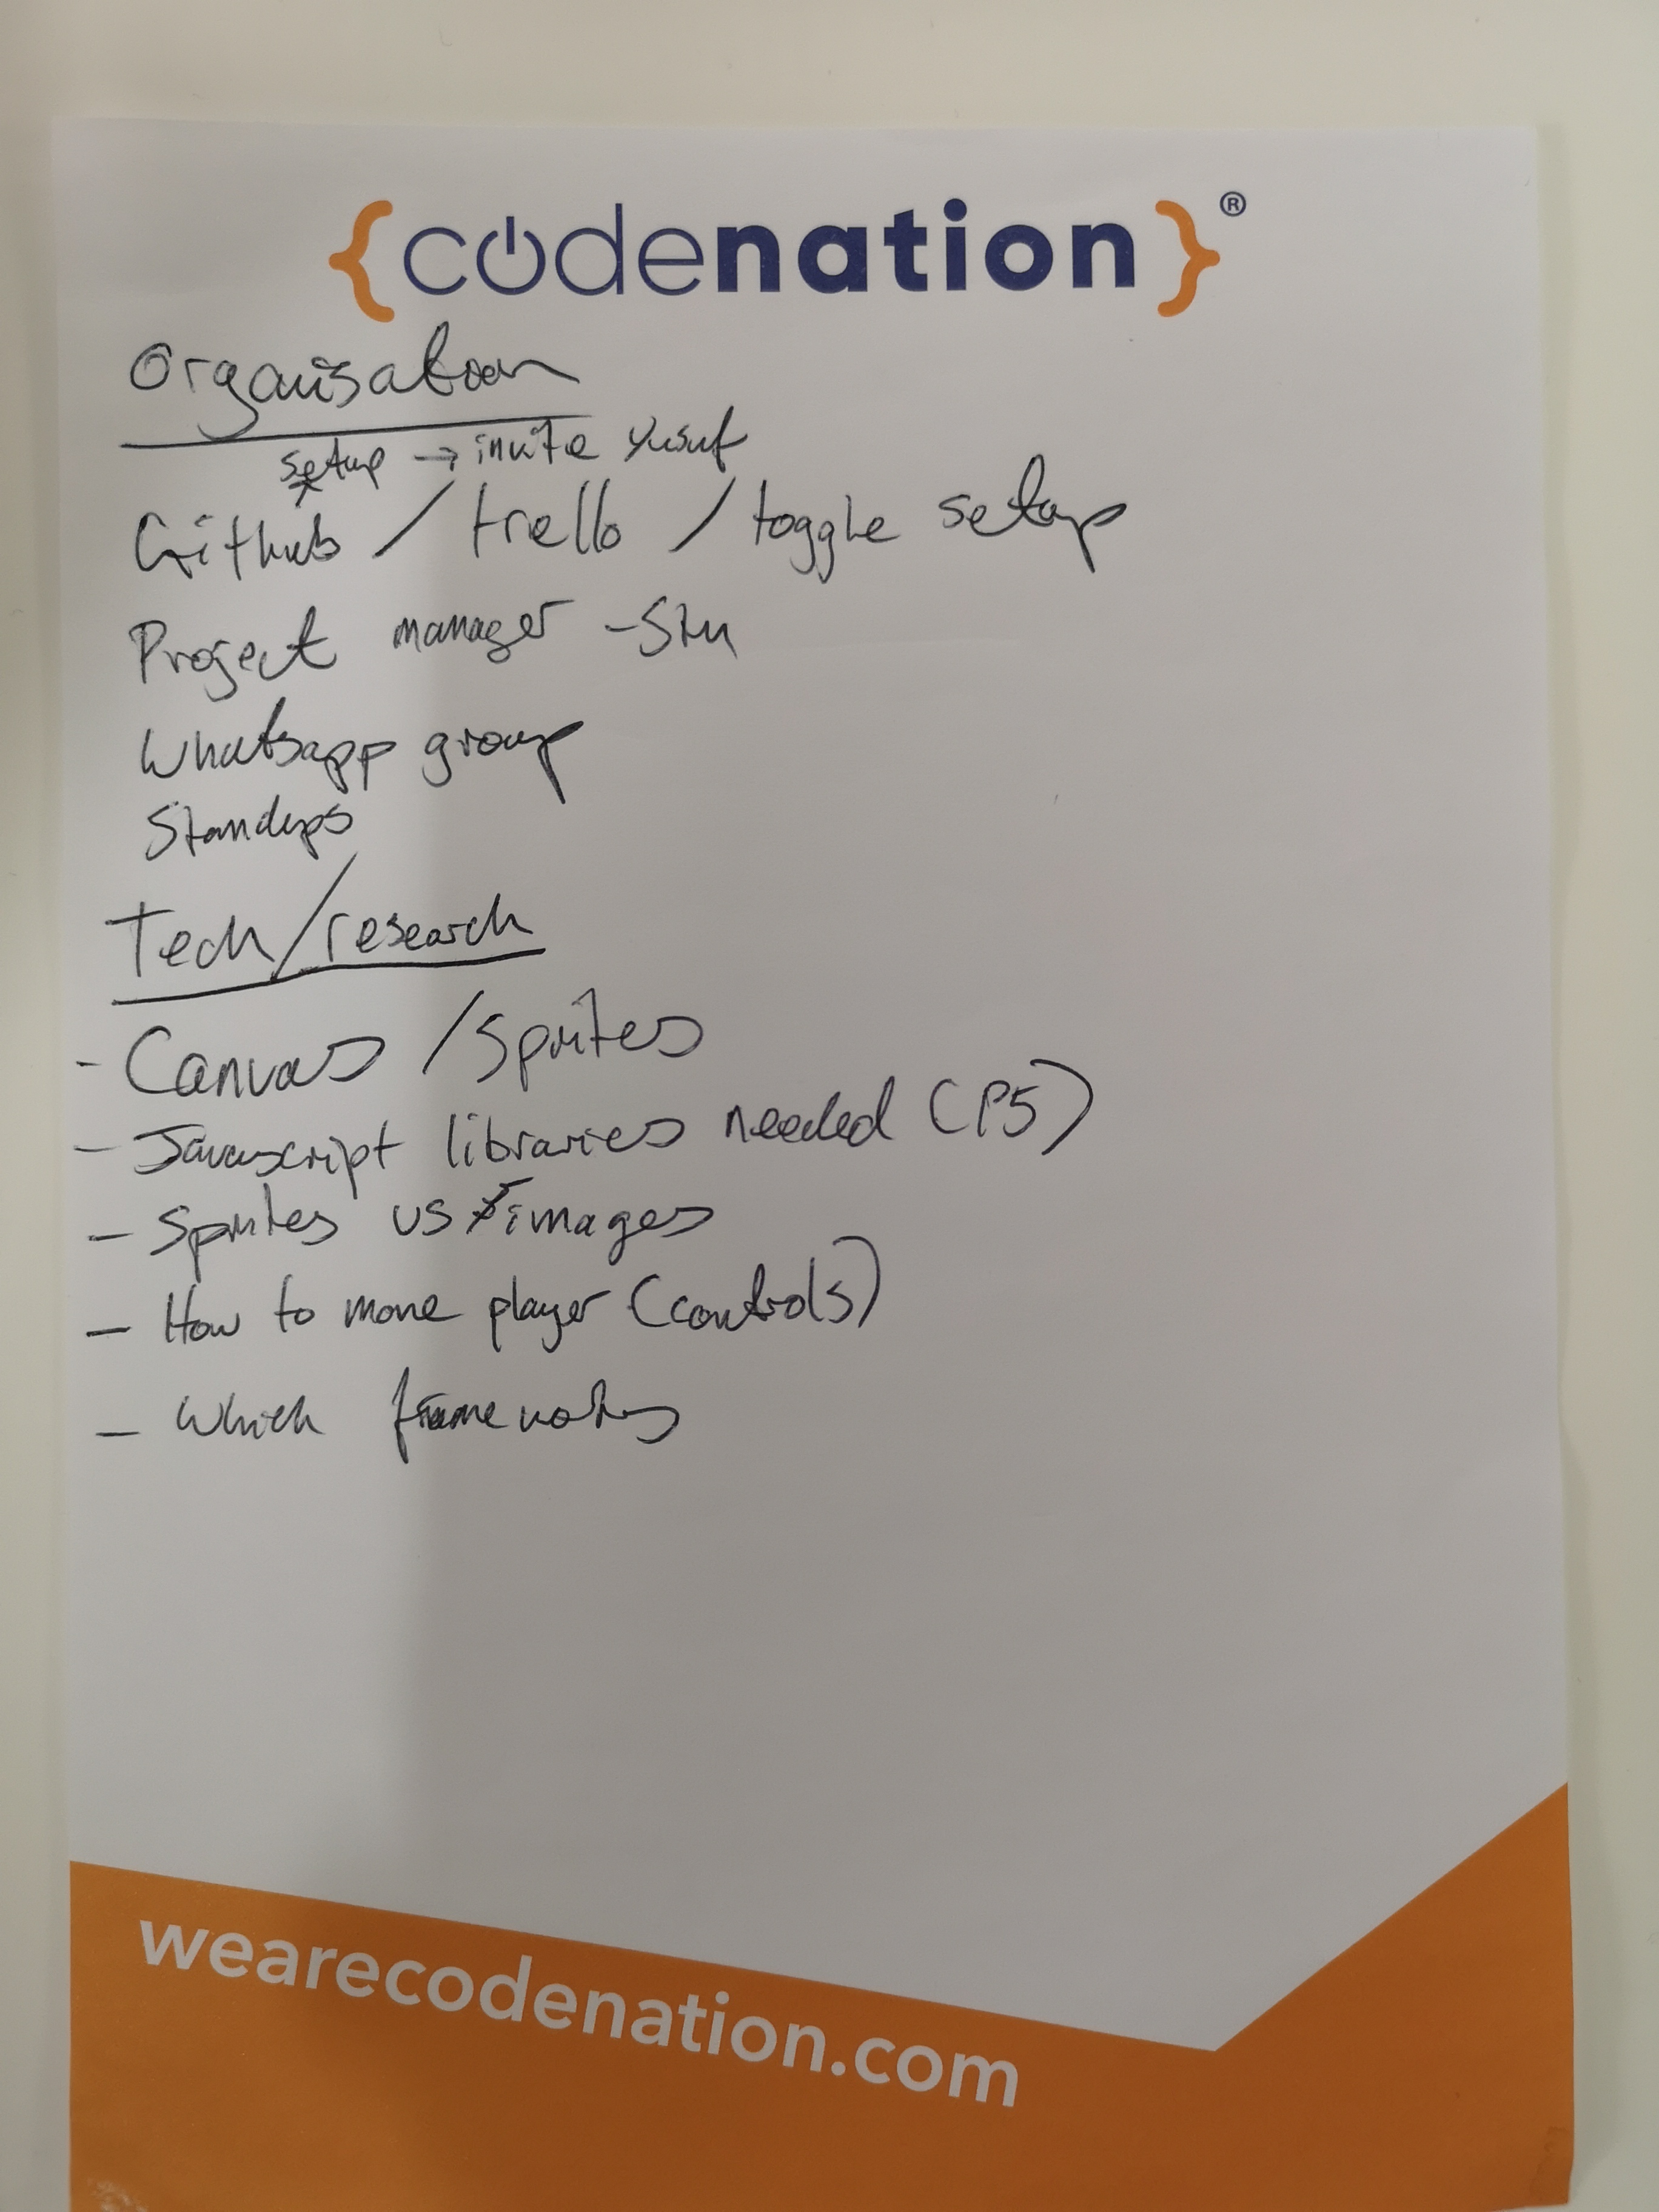 {codenation}®
Organisation
setup → invite Yusuf
Github / trello / toggle setup
Project manager - Stu
Whatsapp group
Standups
Tech/research
- Canvas / Sprites
- Javascript libraries needed (P5)
- Sprites vs images
- How to move player (controls)
- Which frameworks
wearecodenation.com